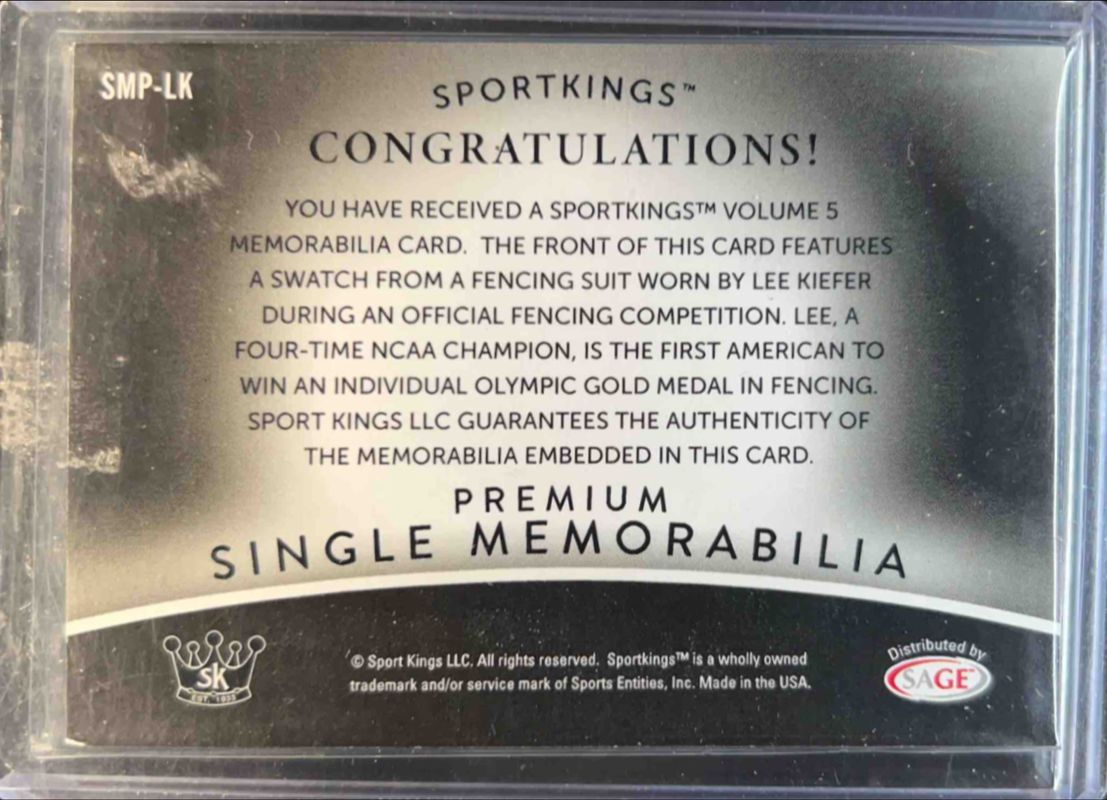 SMP-LK
SPORTKINGS™
CONGRATULATIONS!
YOU HAVE RECEIVED A SPORTKINGS™ VOLUME 5
MEMORABILIA CARD. THE FRONT OF THIS CARD FEATURES
A SWATCH FROM A FENCING SUIT WORN BY LEE KIEFER
DURING AN OFFICIAL FENCING COMPETITION. LEE, A
FOUR-TIME NCAA CHAMPION, IS THE FIRST AMERICAN TO
WIN AN INDIVIDUAL OLYMPIC GOLD MEDAL IN FENCING.
SPORT KINGS LLC GUARANTEES THE AUTHENTICITY OF
THE MEMORABILIA EMBEDDED IN THIS CARD.
PREMIUM
SINGLE MEMORABILIA
SK
EST. 1933
© Sport Kings LLC. All rights reserved. Sportkings™ is a wholly owned
trademark and/or service mark of Sports Entities, Inc. Made in the USA.
Distributed by
SAGE™